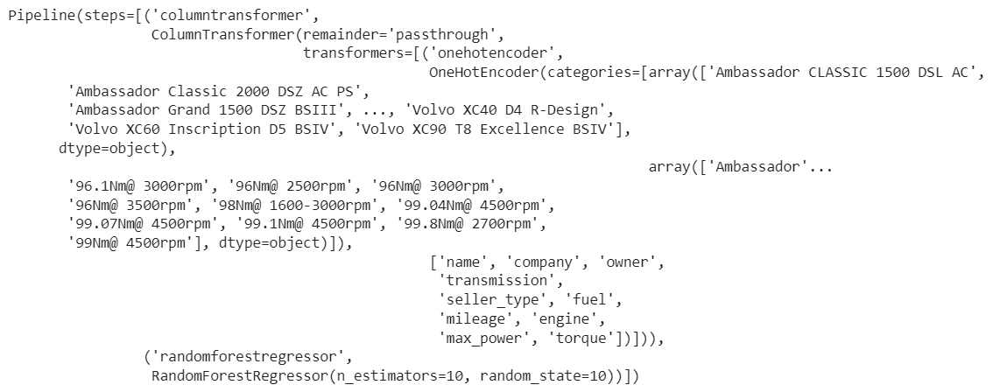 Pipeline(steps=[('columntransformer',
ColumnTransformer(remainder='passthrough',
transformers=[('onehotencoder',
OneHotEncoder(categories=[array(['Ambassador CLASSIC 1500 DSL AC',
'Ambassador Classic 2000 DSZ AC PS',
'Ambassador Grand 1500 DSZ BSIII', ..., 'Volvo XC40 D4 R-Design',
'Volvo XC60 Inscription D5 BSIV', 'Volvo XC90 T8 Excellence BSIV'],
dtype=object),
array(['Ambassador'...
'96.1Nm@ 3000rpm', '96Nm@ 2500rpm', '96Nm@ 3000rpm',
'96Nm@ 3500rpm', '98Nm@ 1600-3000rpm', '99.04Nm@ 4500rpm',
'99.07Nm@ 4500rpm', '99.1Nm@ 4500rpm', '99.8Nm@ 2700rpm',
'99Nm@ 4500rpm'], dtype=object)]),
['name', 'company', 'owner',
'transmission',
'seller_type', 'fuel',
'mileage', 'engine',
'max_power', 'torque'])])),
('randomforestregressor',
RandomForestRegressor(n_estimators=10, random_state=10))])